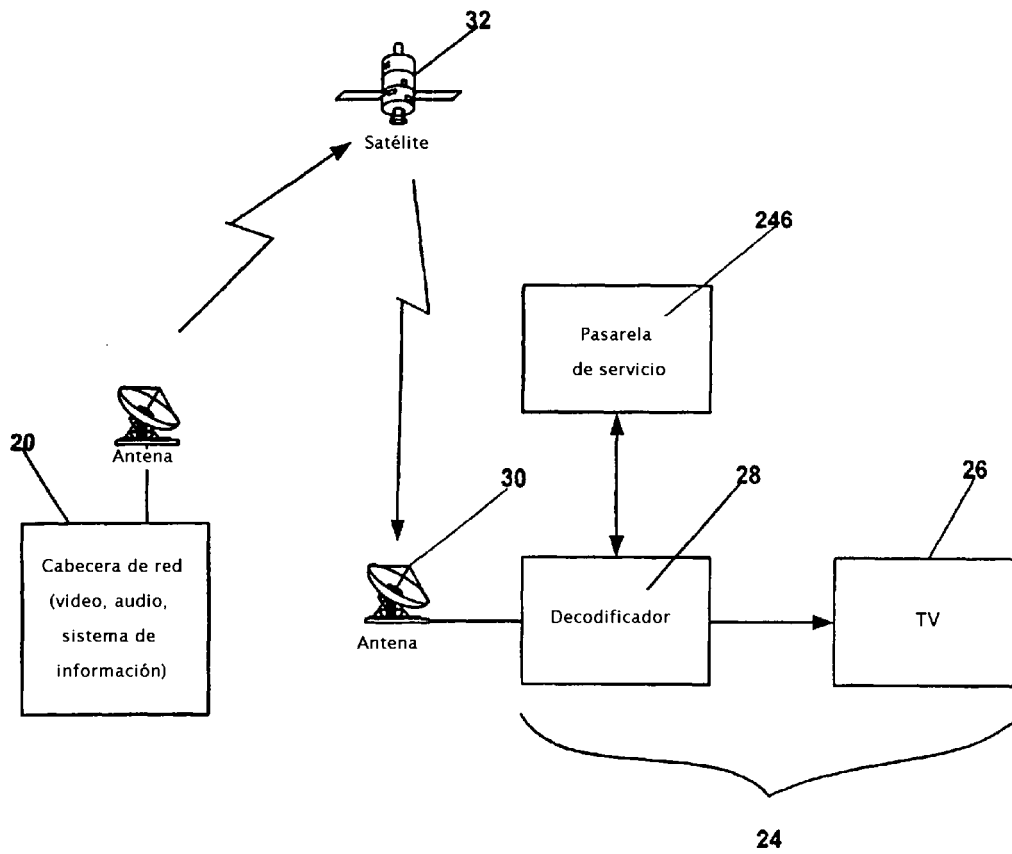 32
Satélite
246
Pasarela
de servicio
20
Antena
30
28
26
Cabecera de red
(video, audio,
sistema de
información)
Antena
Decodificador
TV
24